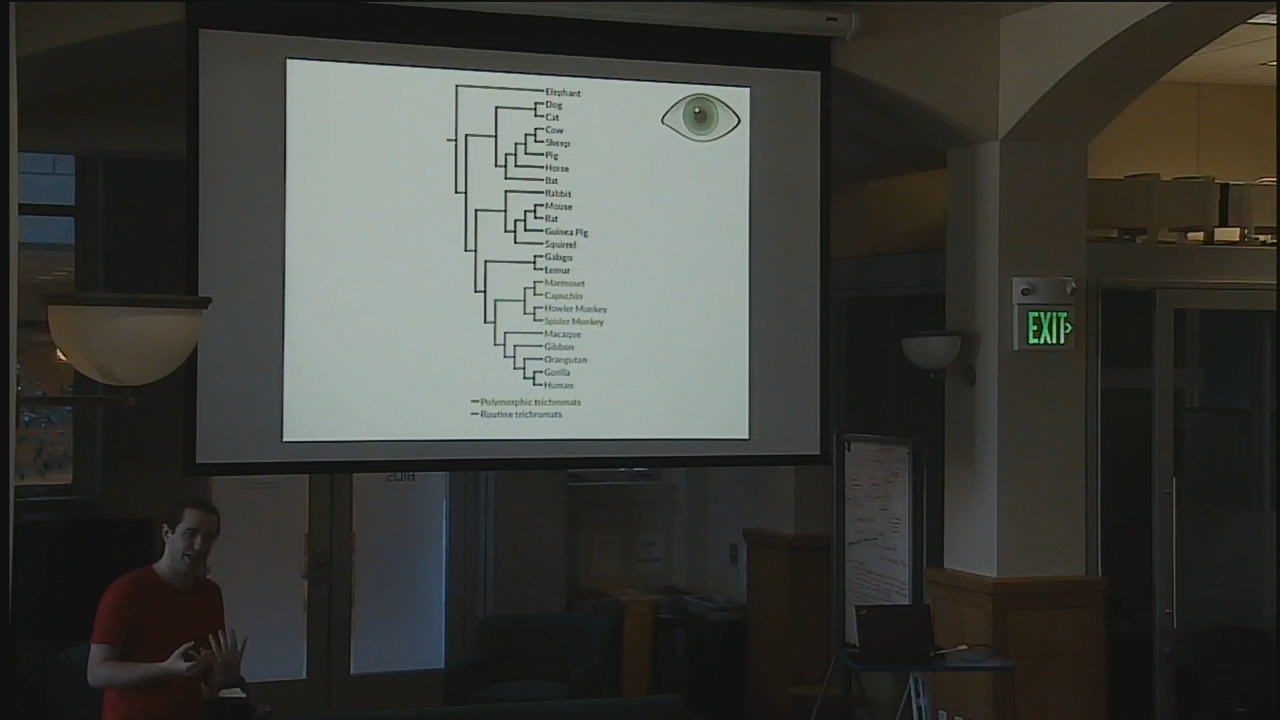 Elephant
Dog
Cat
Cow
Sheep
Pig
Horse
Bat
Rabbit
Mouse
Rat
Guinea Pig
Squirrel
Galago
Lemur
Marmoset
Capuchin
Howler Monkey
Spider Monkey
Macaque
Gibbon
Orangutan
Gorilla
Human
Polymorphic trichromats
Routine trichromats
EXIT